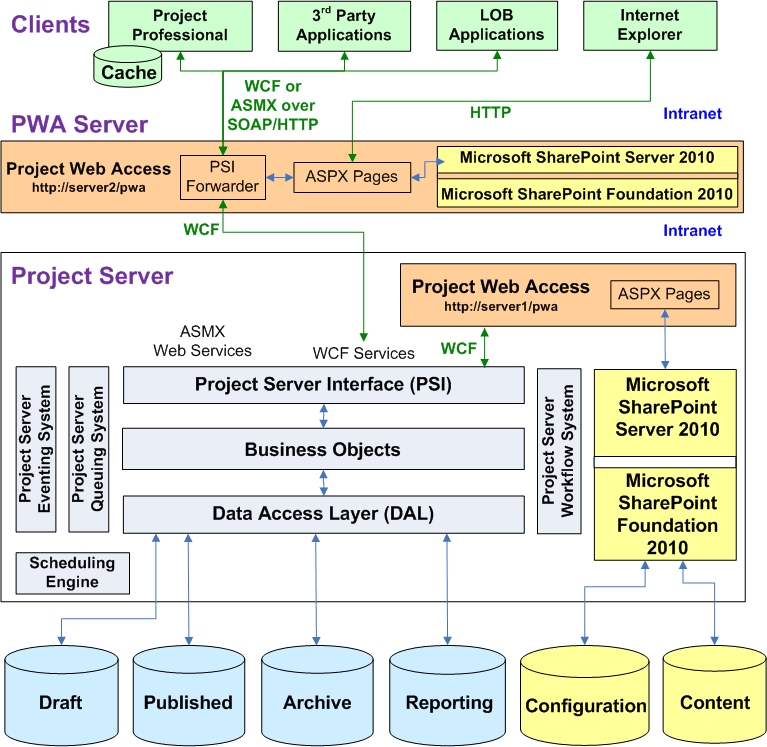 Clients
Project
Professional
3rd Party
Applications
LOB
Applications
Internet
Explorer
Cache
WCF or
ASMX over
SOAP/HTTP
HTTP
Intranet
PWA Server
Project Web Access
http://server2/pwa
PSI
Forwarder
ASPX Pages
Microsoft SharePoint Server 2010
Microsoft SharePoint Foundation 2010
WCF
Intranet
Project Server
Project Web Access
http://server1/pwa
ASPX Pages
ASMX
Web Services
WCF Services
WCF
Project Server
Eventing System
Project Server
Queuing System
Project Server Interface (PSI)
Business Objects
Data Access Layer (DAL)
Project Server
Workflow System
Microsoft
SharePoint
Server 2010
Microsoft
SharePoint
Foundation
2010
Scheduling
Engine
Draft
Published
Archive
Reporting
Configuration
Content